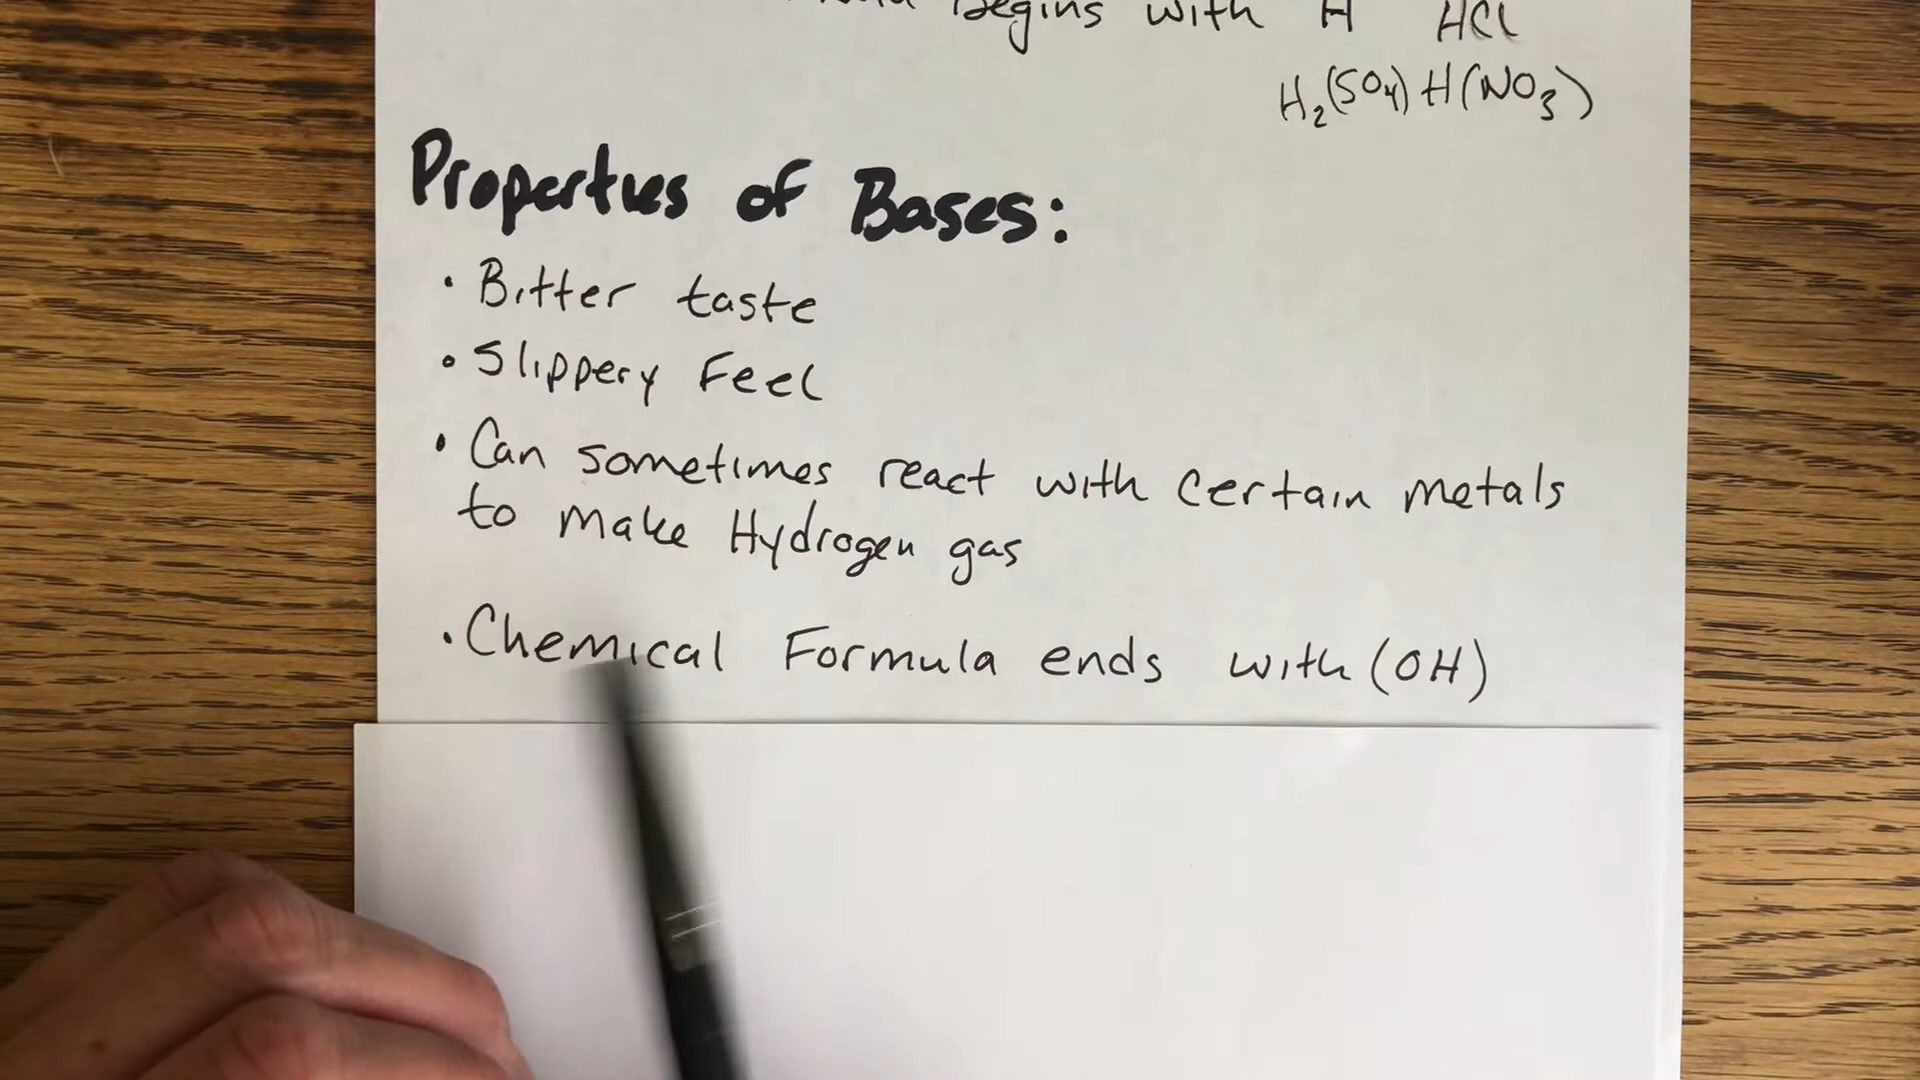 Begins with H HCl
H₂(SO₄) H(NO₃)
Properties of Bases:
• Bitter taste
• Slippery Feel
• Can sometimes react with certain metals
to make Hydrogen gas
• Chemical Formula ends with (OH)